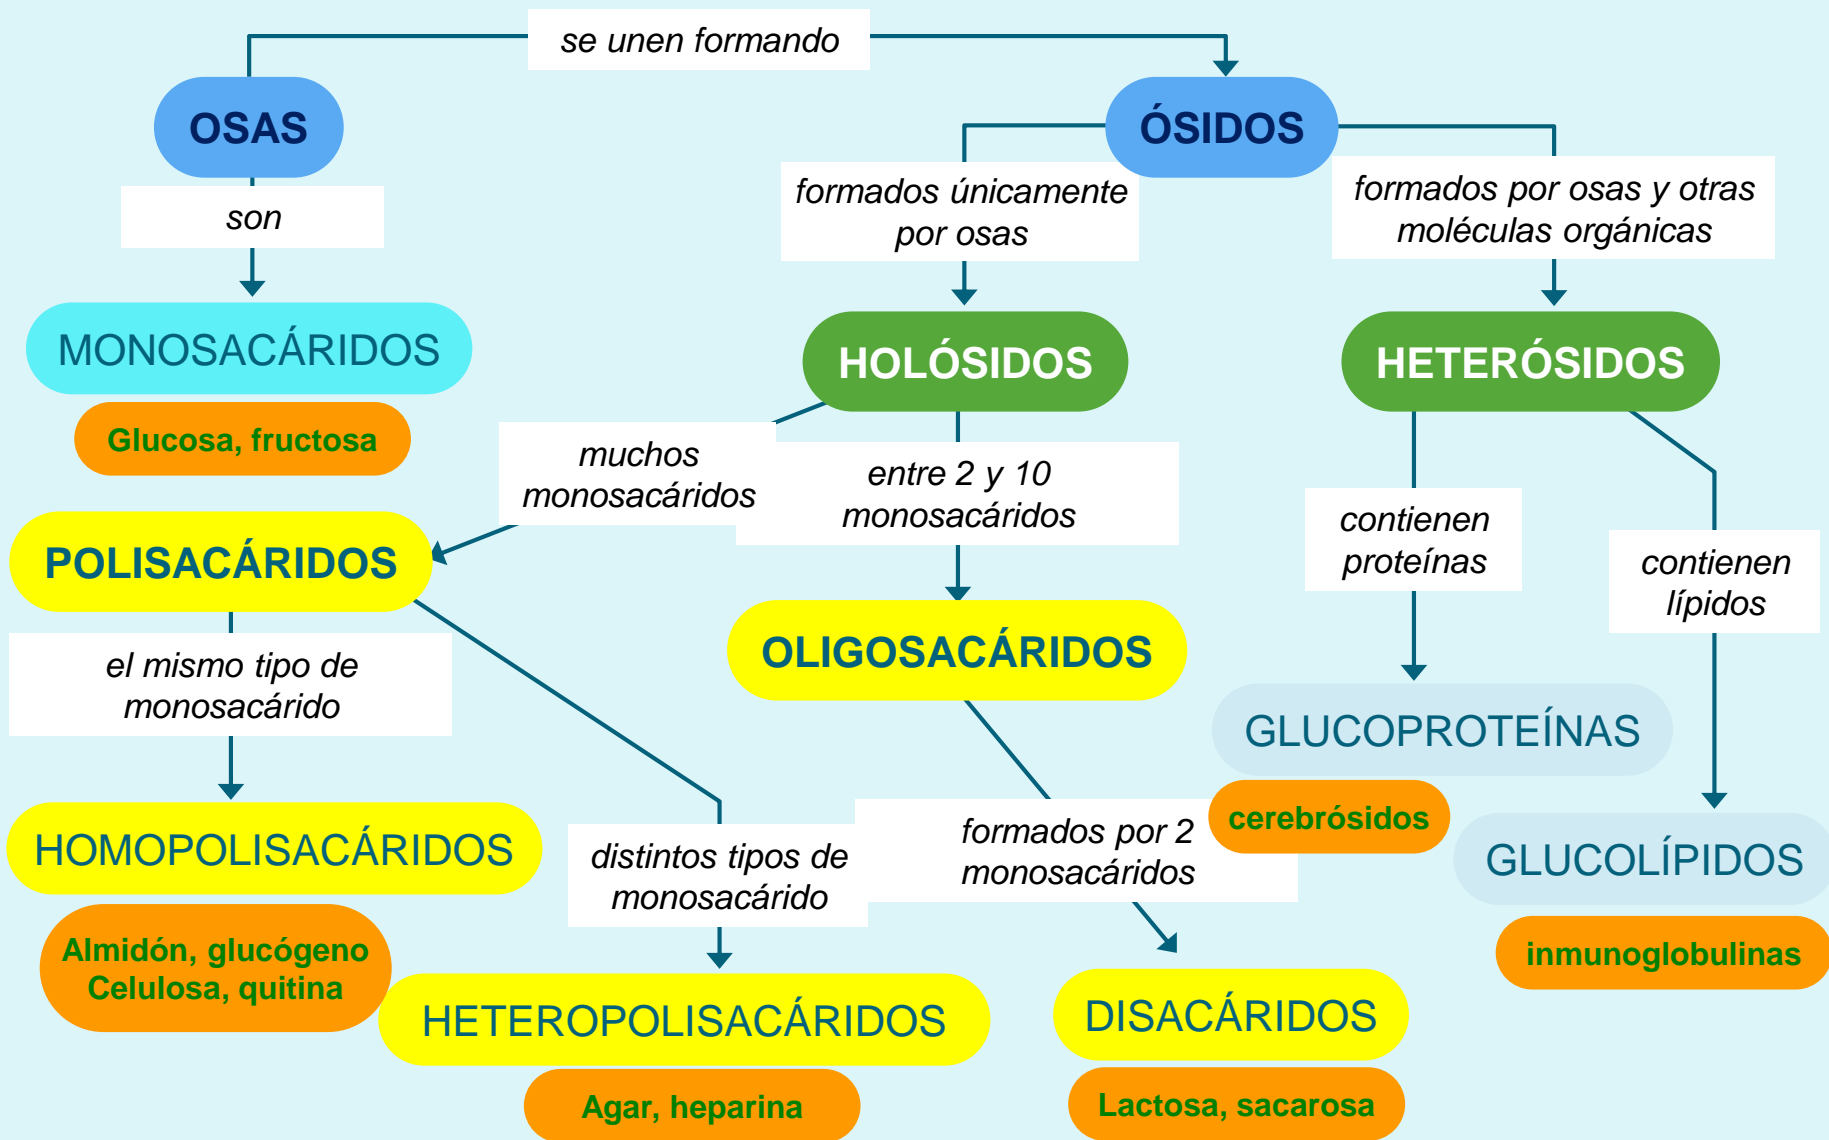 se unen formando
OSAS
ÓSIDOS
son
formados únicamente
por osas
formados por osas y otras
moléculas orgánicas
MONOSACÁRIDOS
Glucosa, fructosa
HOLÓSIDOS
HETERÓSIDOS
muchos
monosacáridos
entre 2 y 10
monosacáridos
contienen
proteínas
contienen
lípidos
POLISACÁRIDOS
OLIGOSACÁRIDOS
el mismo tipo de
monosacárido
GLUCOPROTEÍNAS
cerebrósidos
HOMOPOLISACÁRIDOS
distintos tipos de
monosacárido
formados por 2
monosacáridos
GLUCOLÍPIDOS
inmunoglobulinas
Almidón, glucógeno
Celulosa, quitina
HETEROPOLISACÁRIDOS
DISACÁRIDOS
Agar, heparina
Lactosa, sacarosa